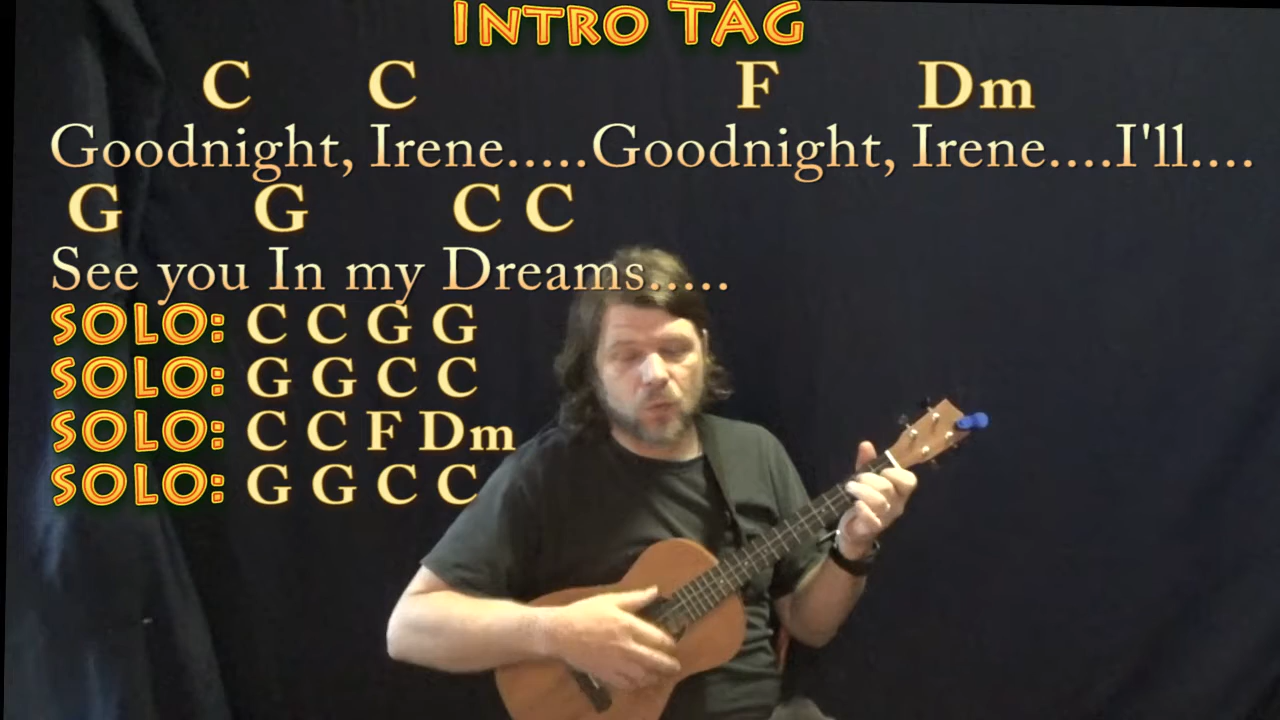 INTRO TAG
C C F Dm
Goodnight, Irene.....Goodnight, Irene....I'll....
G G C C
See you In my Dreams.....
SOLO: C C G G
SOLO: G G C C
SOLO: C C F Dm
SOLO: G G C C